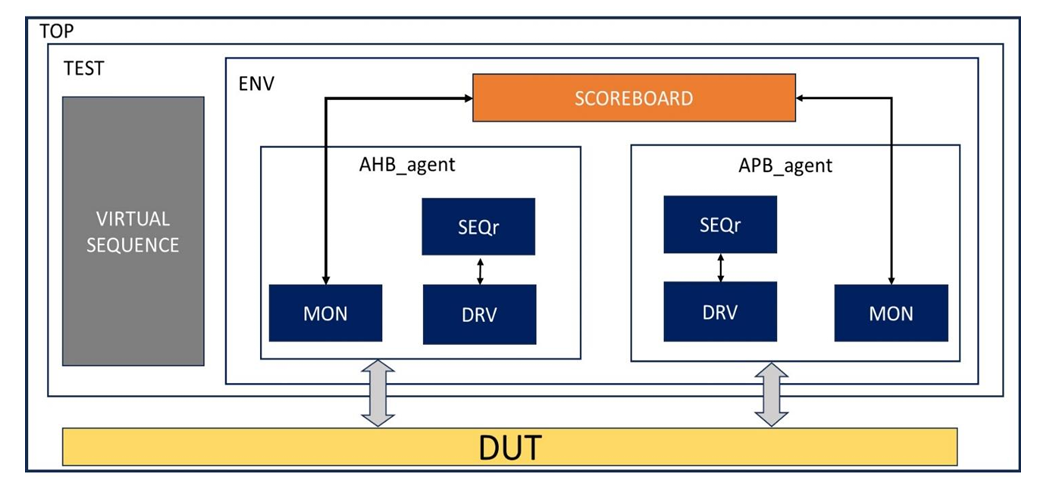 TOP
TEST
ENV
SCOREBOARD
VIRTUAL
SEQUENCE
AHB_agent
SEQr
MON
DRV
APB_agent
SEQr
DRV
MON
DUT